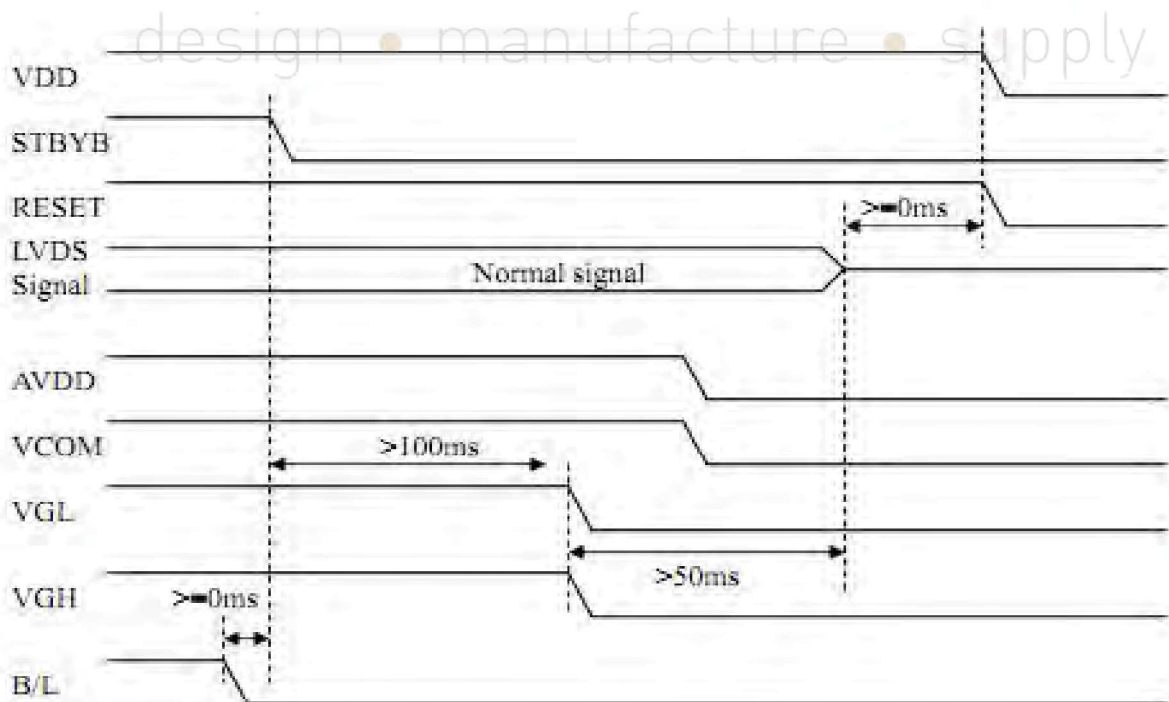 design • manufacture • supply
VDD
STBYB
RESET
>=0ms
LVDS
Signal
Normal signal
AVDD
VCOM
>100ms
VGL
>50ms
VGH
>=0ms
B/L